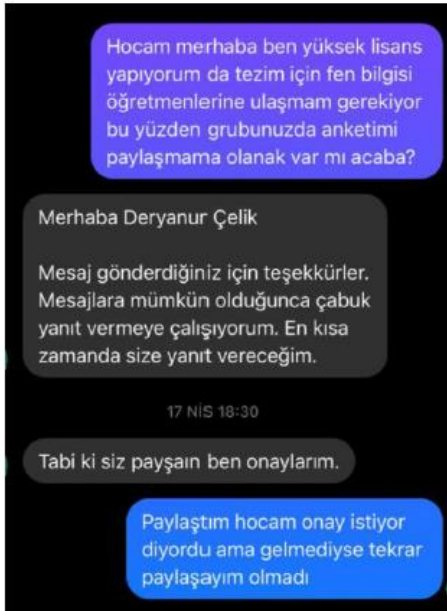 Hocam merhaba ben yüksek lisans
yapıyorum da tezim için fen bilgisi
öğretmenlerine ulaşmam gerekiyor
bu yüzden grubunuzda anketimi
paylaşmama olanak var mı acaba?
Merhaba Deryanur Çelik
Mesaj gönderdiğiniz için teşekkürler.
Mesajlara mümkün olduğunca çabuk
yanıt vermeye çalışıyorum. En kısa
zamanda size yanıt vereceğim.
17 NİS 18:30
Tabi ki siz payşaın ben onaylarım.
Paylaştım hocam onay istiyor
diyordu ama gelmediyse tekrar
paylaşayım olmadı